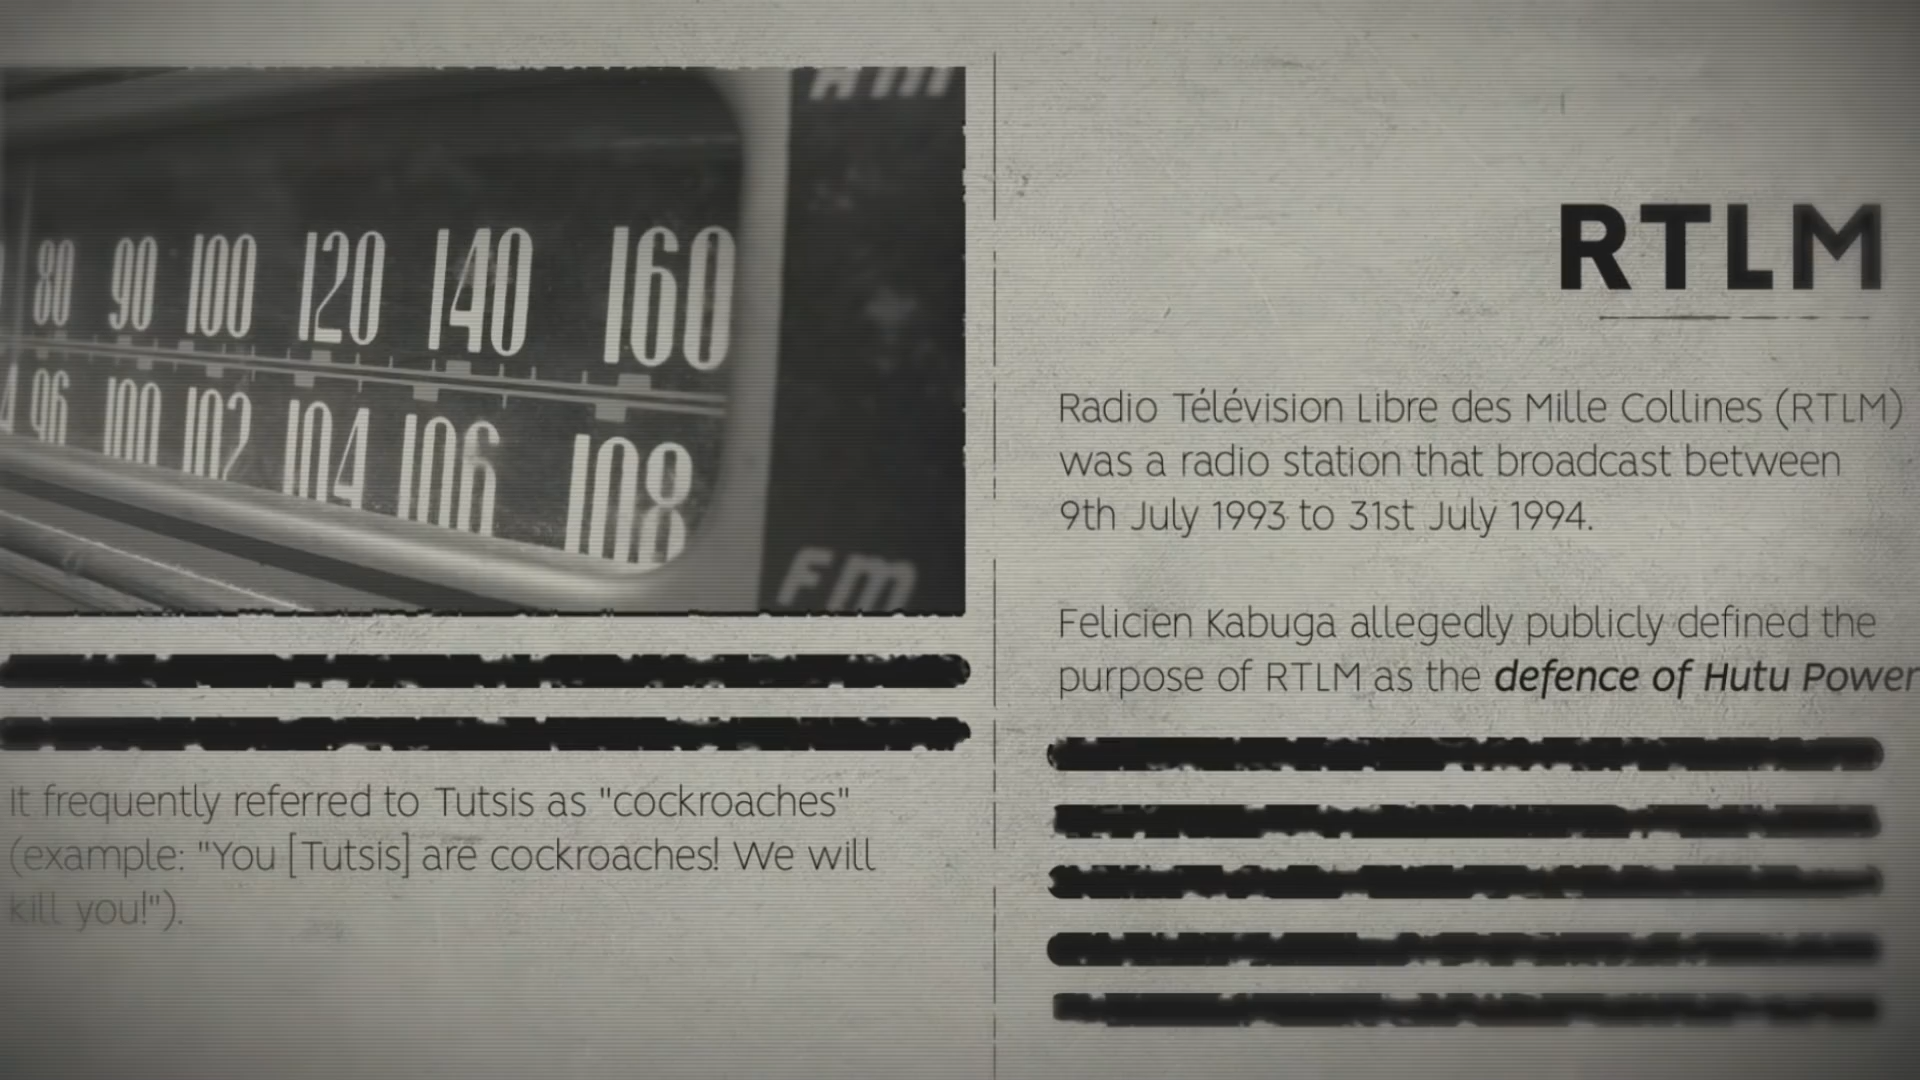 Am
80 90 100 120 140 160
96 100 102 104 106 108
Fm
It frequently referred to Tutsis as "cockroaches"
(example: "You [Tutsis] are cockroaches! We will
kill you!").
RTLM
Radio Télévision Libre des Mille Collines (RTLM)
was a radio station that broadcast between
9th July 1993 to 31st July 1994.
Felicien Kabuga allegedly publicly defined the
purpose of RTLM as the defence of Hutu Power